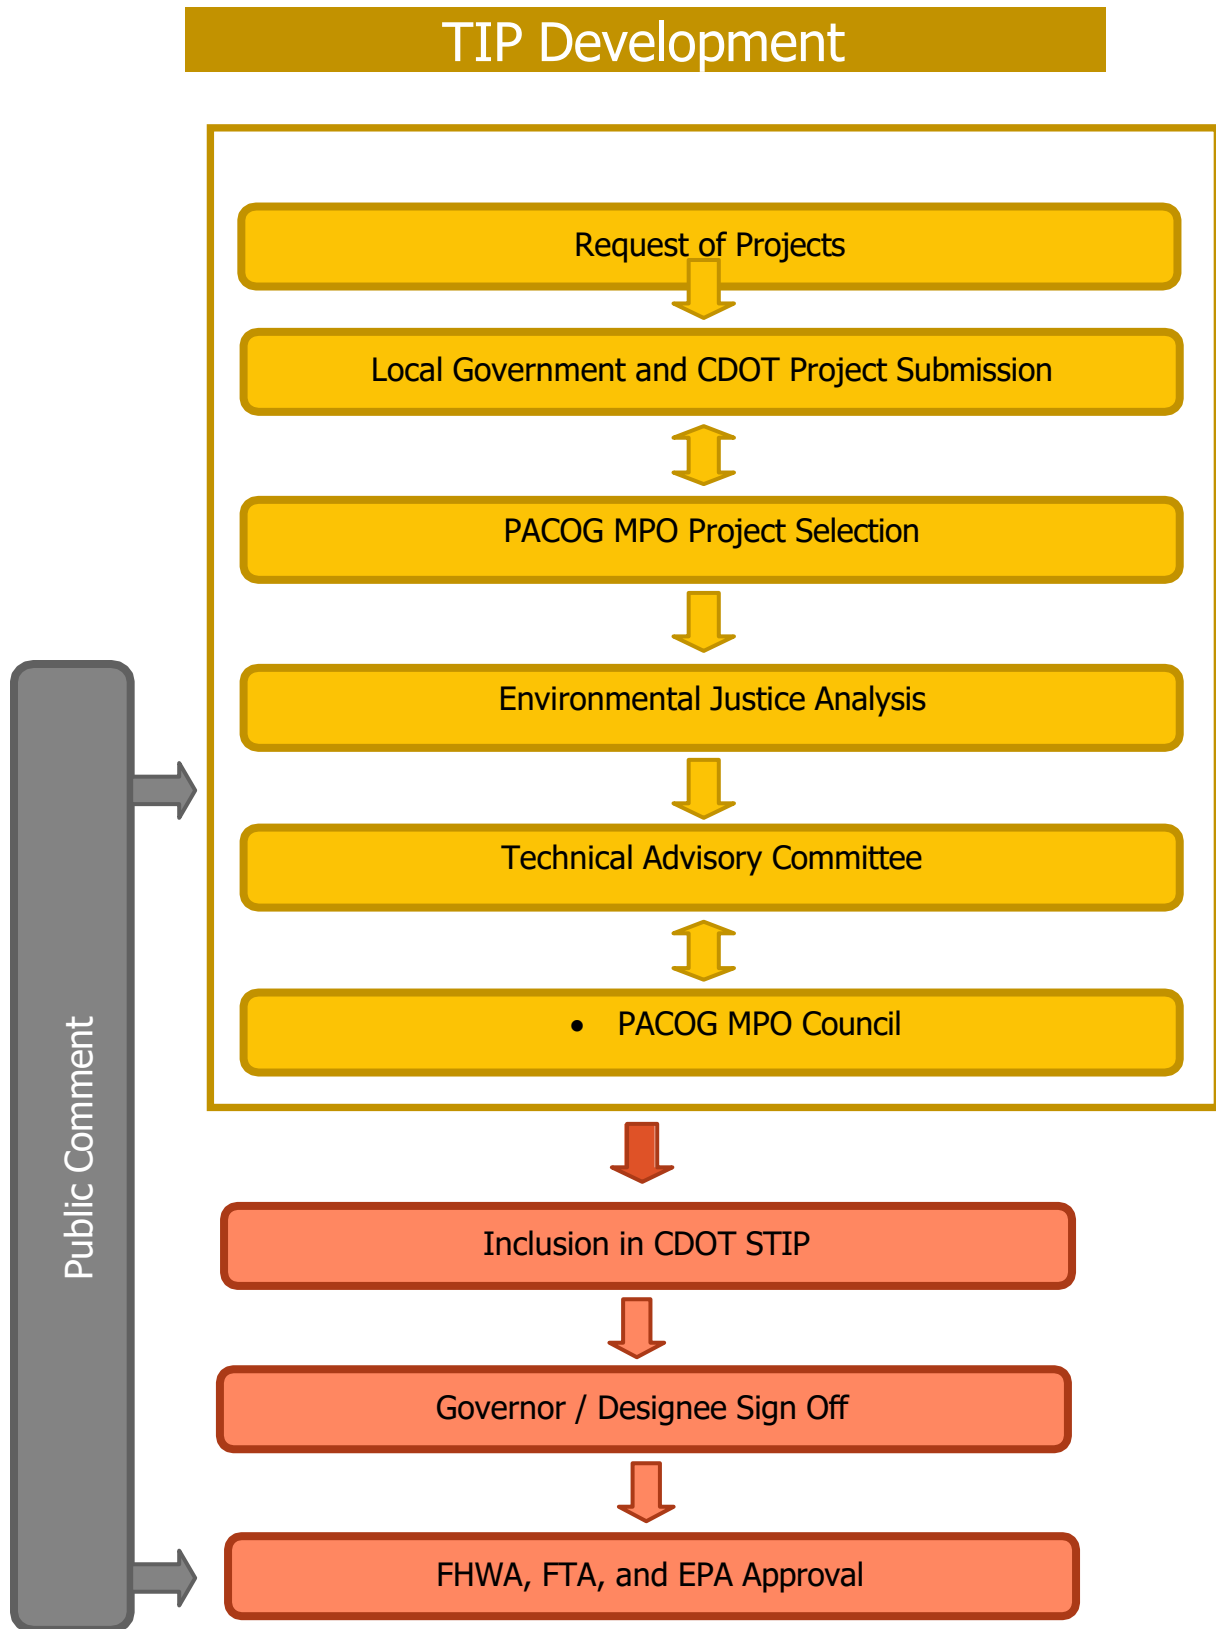 TIP Development
Request of Projects
Local Government and CDOT Project Submission
PACOG MPO Project Selection
Environmental Justice Analysis
Technical Advisory Committee
• PACOG MPO Council
Public Comment
Inclusion in CDOT STIP
Governor / Designee Sign Off
FHWA, FTA, and EPA Approval